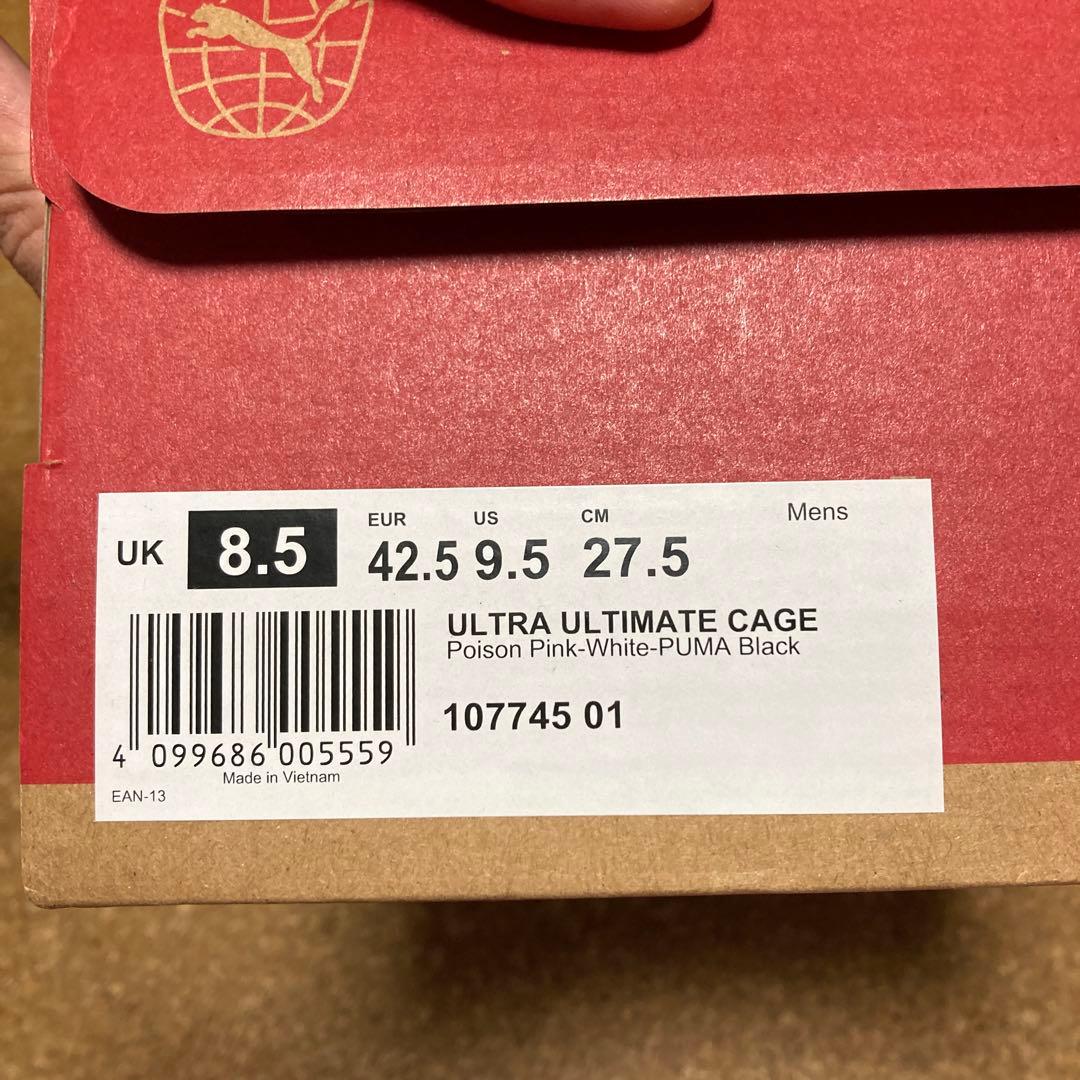 Mens
EUR US CM
UK 8.5 42.5 9.5 27.5
ULTRA ULTIMATE CAGE
Poison Pink-White-PUMA Black
107745 01
4 099686 005559
Made in Vietnam
EAN-13